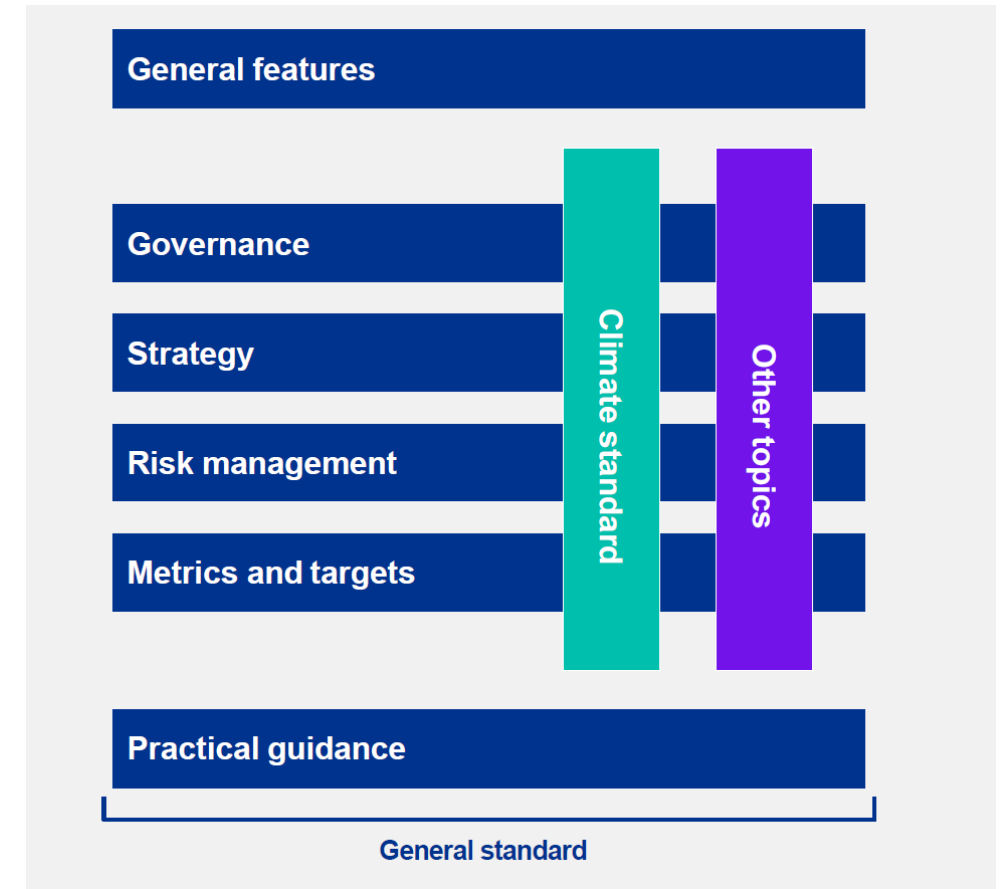 General features
Governance
Strategy
Risk management
Metrics and targets
Climate standard
Other topics
Practical guidance
General standard